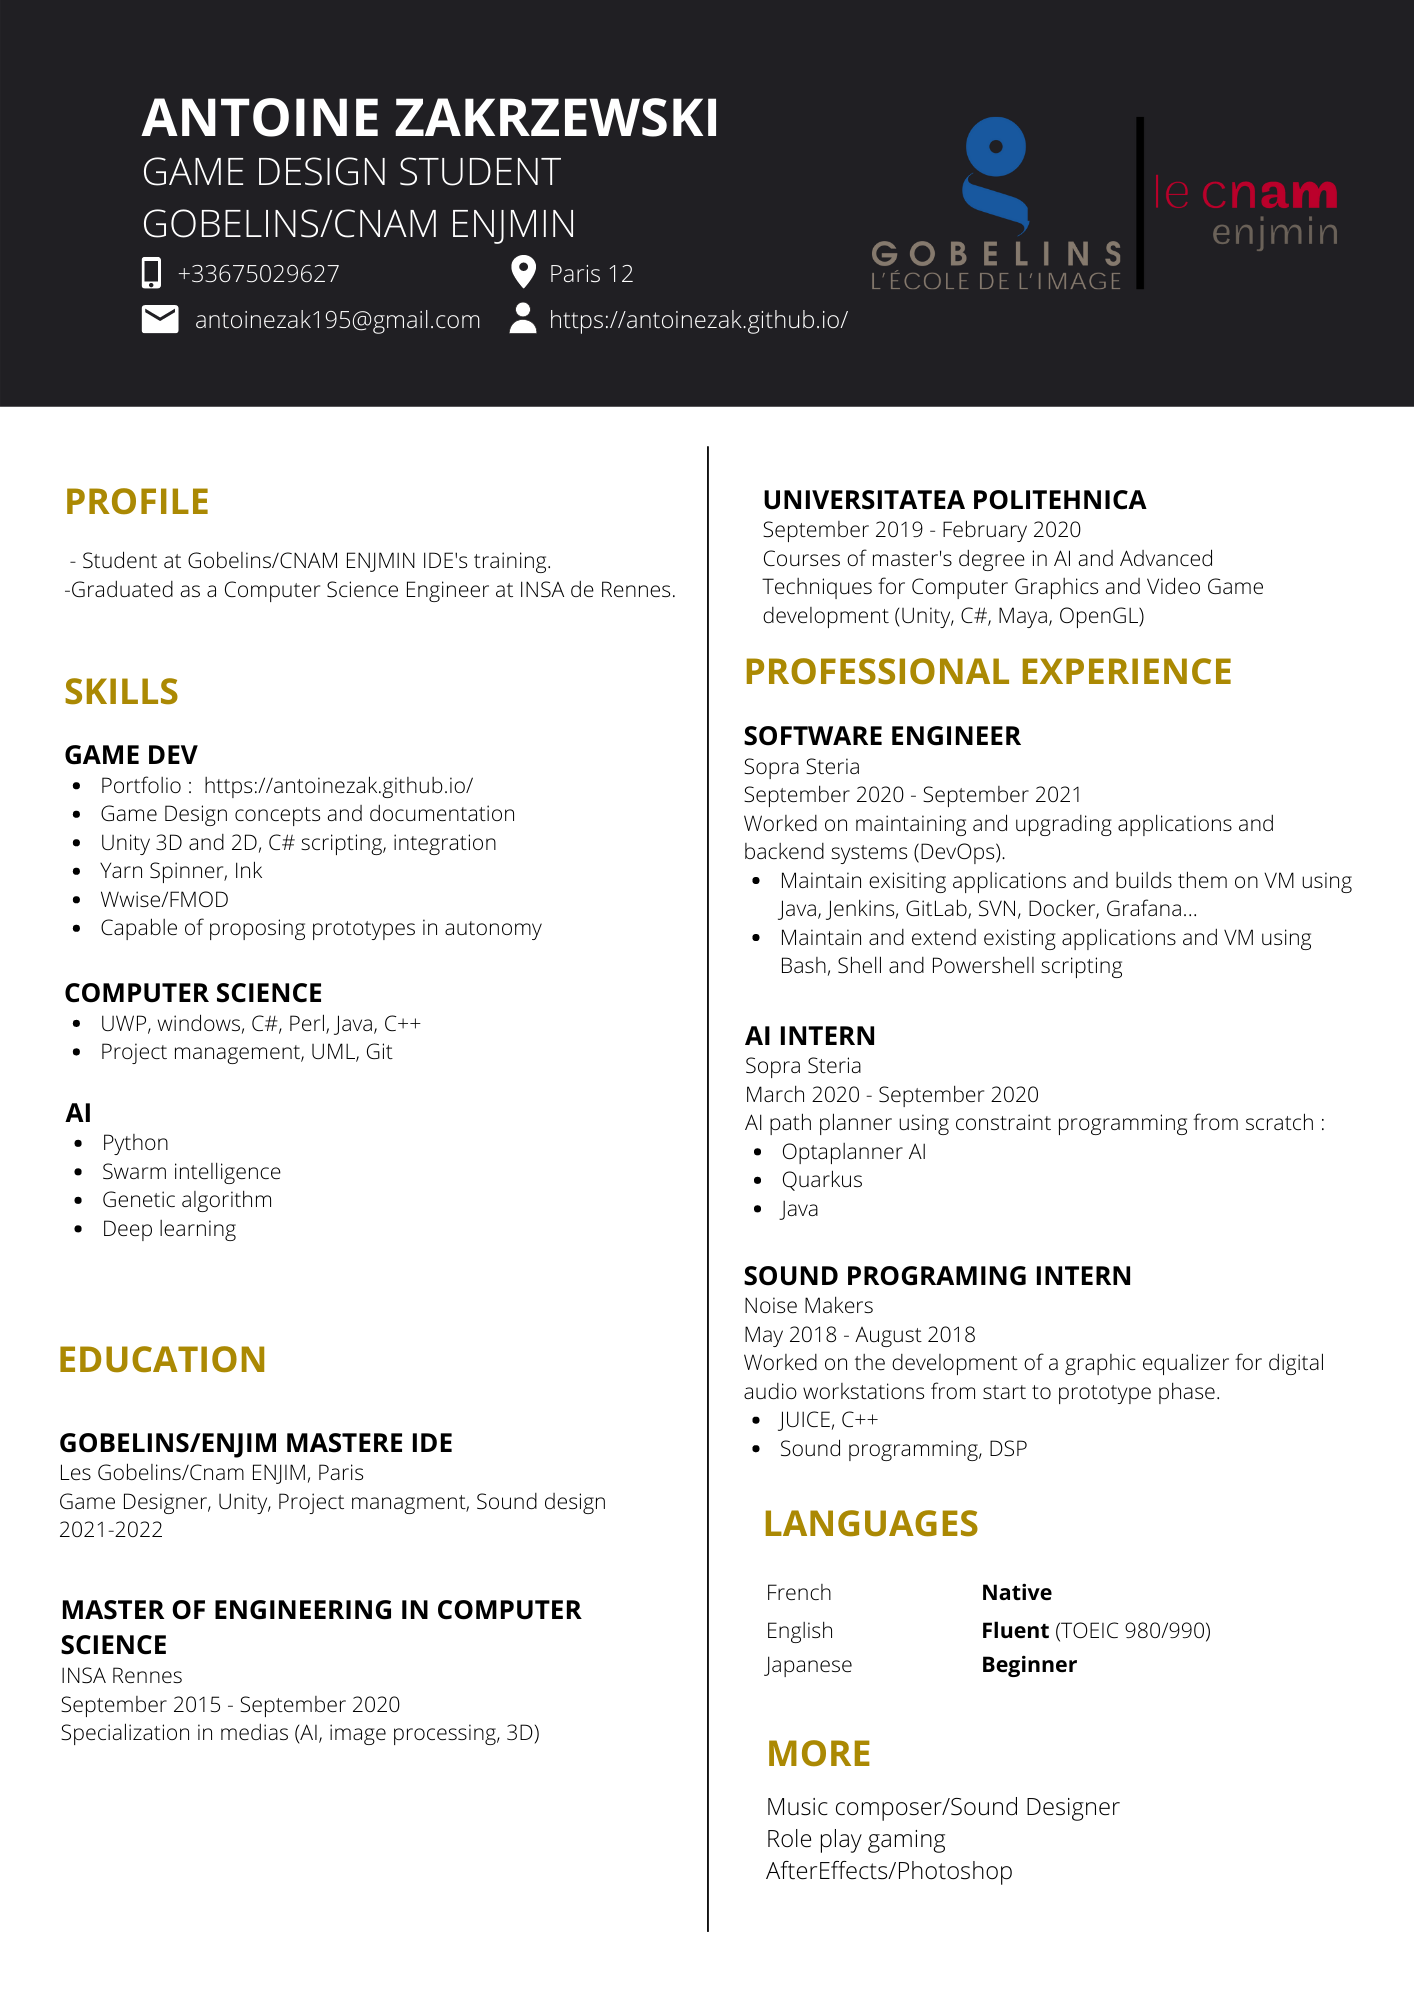 ANTOINE ZAKRZEWSKI
GAME DESIGN STUDENT
GOBELINS/CNAM ENJMIN
+33675029627
Paris 12
antoinezak195@gmail.com
https://antoinezak.github.io/
GOBELINS
L'ÉCOLE DE L'IMAGE
le cnam
enjmin
PROFILE
- Student at Gobelins/CNAM ENJMIN IDE's training.
-Graduated as a Computer Science Engineer at INSA de Rennes.
SKILLS
GAME DEV
• Portfolio :  https://antoinezak.github.io/
• Game Design concepts and documentation
• Unity 3D and 2D, C# scripting, integration
• Yarn Spinner, Ink
• Wwise/FMOD
• Capable of proposing prototypes in autonomy
COMPUTER SCIENCE
• UWP, windows, C#, Perl, Java, C++
• Project management, UML, Git
AI
• Python
• Swarm intelligence
• Genetic algorithm
• Deep learning
EDUCATION
GOBELINS/ENJIM MASTERE IDE
Les Gobelins/Cnam ENJIM, Paris
Game Designer, Unity, Project managment, Sound design
2021-2022
MASTER OF ENGINEERING IN COMPUTER
SCIENCE
INSA Rennes
September 2015 - September 2020
Specialization in medias (AI, image processing, 3D)
UNIVERSITATEA POLITEHNICA
September 2019 - February 2020
Courses of master's degree in AI and Advanced
Techniques for Computer Graphics and Video Game
development (Unity, C#, Maya, OpenGL)
PROFESSIONAL EXPERIENCE
SOFTWARE ENGINEER
Sopra Steria
September 2020 - September 2021
Worked on maintaining and upgrading applications and
backend systems (DevOps).
• Maintain exisiting applications and builds them on VM using
Java, Jenkins, GitLab, SVN, Docker, Grafana...
• Maintain and extend existing applications and VM using
Bash, Shell and Powershell scripting
AI INTERN
Sopra Steria
March 2020 - September 2020
AI path planner using constraint programming from scratch :
• Optaplanner AI
• Quarkus
• Java
SOUND PROGRAMING INTERN
Noise Makers
May 2018 - August 2018
Worked on the development of a graphic equalizer for digital
audio workstations from start to prototype phase.
• JUICE, C++
• Sound programming, DSP
LANGUAGES
French Native
English Fluent (TOEIC 980/990)
Japanese Beginner
MORE
Music composer/Sound Designer
Role play gaming
AfterEffects/Photoshop